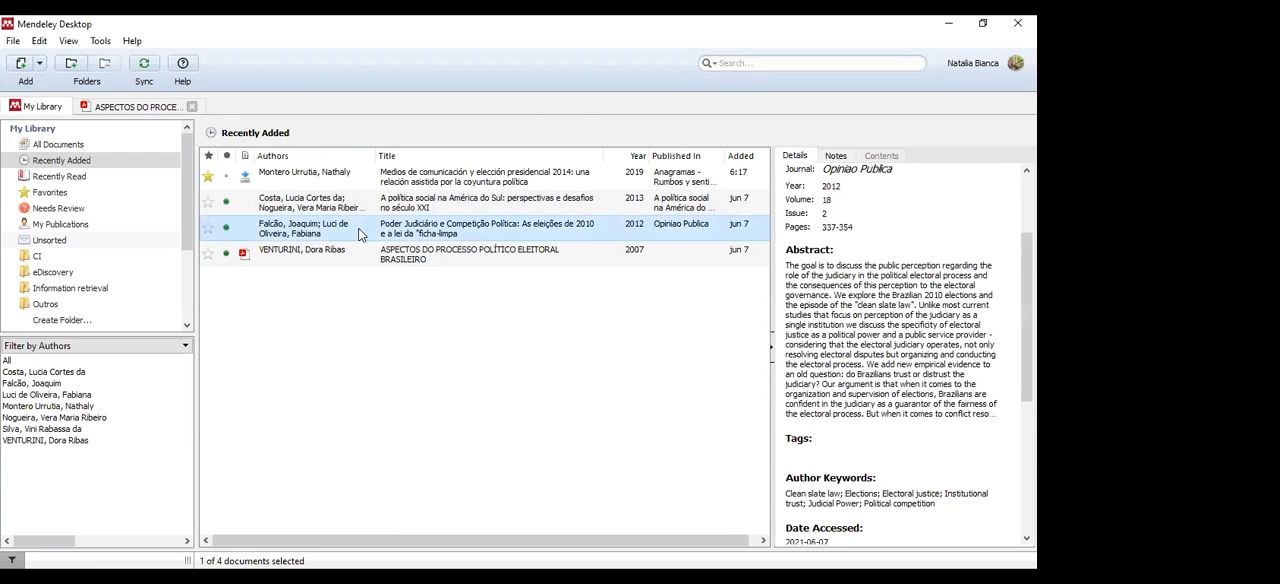 Mendeley Desktop
File Edit View Tools Help
Search...
Natalia Bianca
Add Folders Sync Help
My Library
ASPECTOS DO PROCE...
My Library
All Documents
Recently Added
Recently Read
Favorites
Needs Review
My Publications
Unsorted
CI
eDiscovery
Information retrieval
Outros
Create Folder...
Filter by Authors
All
Costa, Lucia Cortes da
Falcão, Joaquim
Luci de Oliveira, Fabiana
Montero Urrutia, Nathaly
Nogueira, Vera Maria Ribeiro
Silva, Vini Rabassa da
VENTURINI, Dora Ribas
Recently Added
Authors Title Year Published In Added
Montero Urrutia, Nathaly Medios de comunicación y elección presidencial 2014: una 2019 Anagramas - 6:17
relación asistida por la coyuntura política Rumbos y senti...
Costa, Lucia Cortes da; A política social na América do Sul: perspectivas e desafios 2013 A política social jun 7
Nogueira, Vera Maria Ribeir... no século XXI na América do ...
Falcão, Joaquim; Luci de Poder Judiciário e Competição Política: As eleições de 2010 2012 Opiniao Publica jun 7
Oliveira, Fabiana e a lei da "ficha-limpa
VENTURINI, Dora Ribas ASPECTOS DO PROCESSO POLÍTICO ELEITORAL 2007 jun 7
BRASILEIRO
1 of 4 documents selected
Details Notes Contents
Journal: Opiniao Publica
Year: 2012
Volume: 18
Issue: 2
Pages: 337-354
Abstract:
The goal is to discuss the public perception regarding the
role of the judiciary in the political electoral process and
the consequences of this perception to the electoral
governance. We explore the Brazilian 2010 elections and
the episode of the "clean slate law". Unlike most current
studies that focus on perception of the judiciary as a
single institution we discuss the specificity of electoral
justice as a political power and a public service provider -
considering that the electoral judiciary operates, not only
resolving electoral disputes but organizing and conducting
the electoral process. We add new empirical evidence to
an old question: do Brazilians trust or distrust the
judiciary? Our argument is that when it comes to the
organization and supervision of elections, Brazilians are
confident in the judiciary as a guarantor of the fairness of
the electoral process. But when it comes to conflict reso...
Tags:
Author Keywords:
Clean slate law; Elections; Electoral justice; Institutional
trust; Judicial Power; Political competition
Date Accessed:
2021-06-07